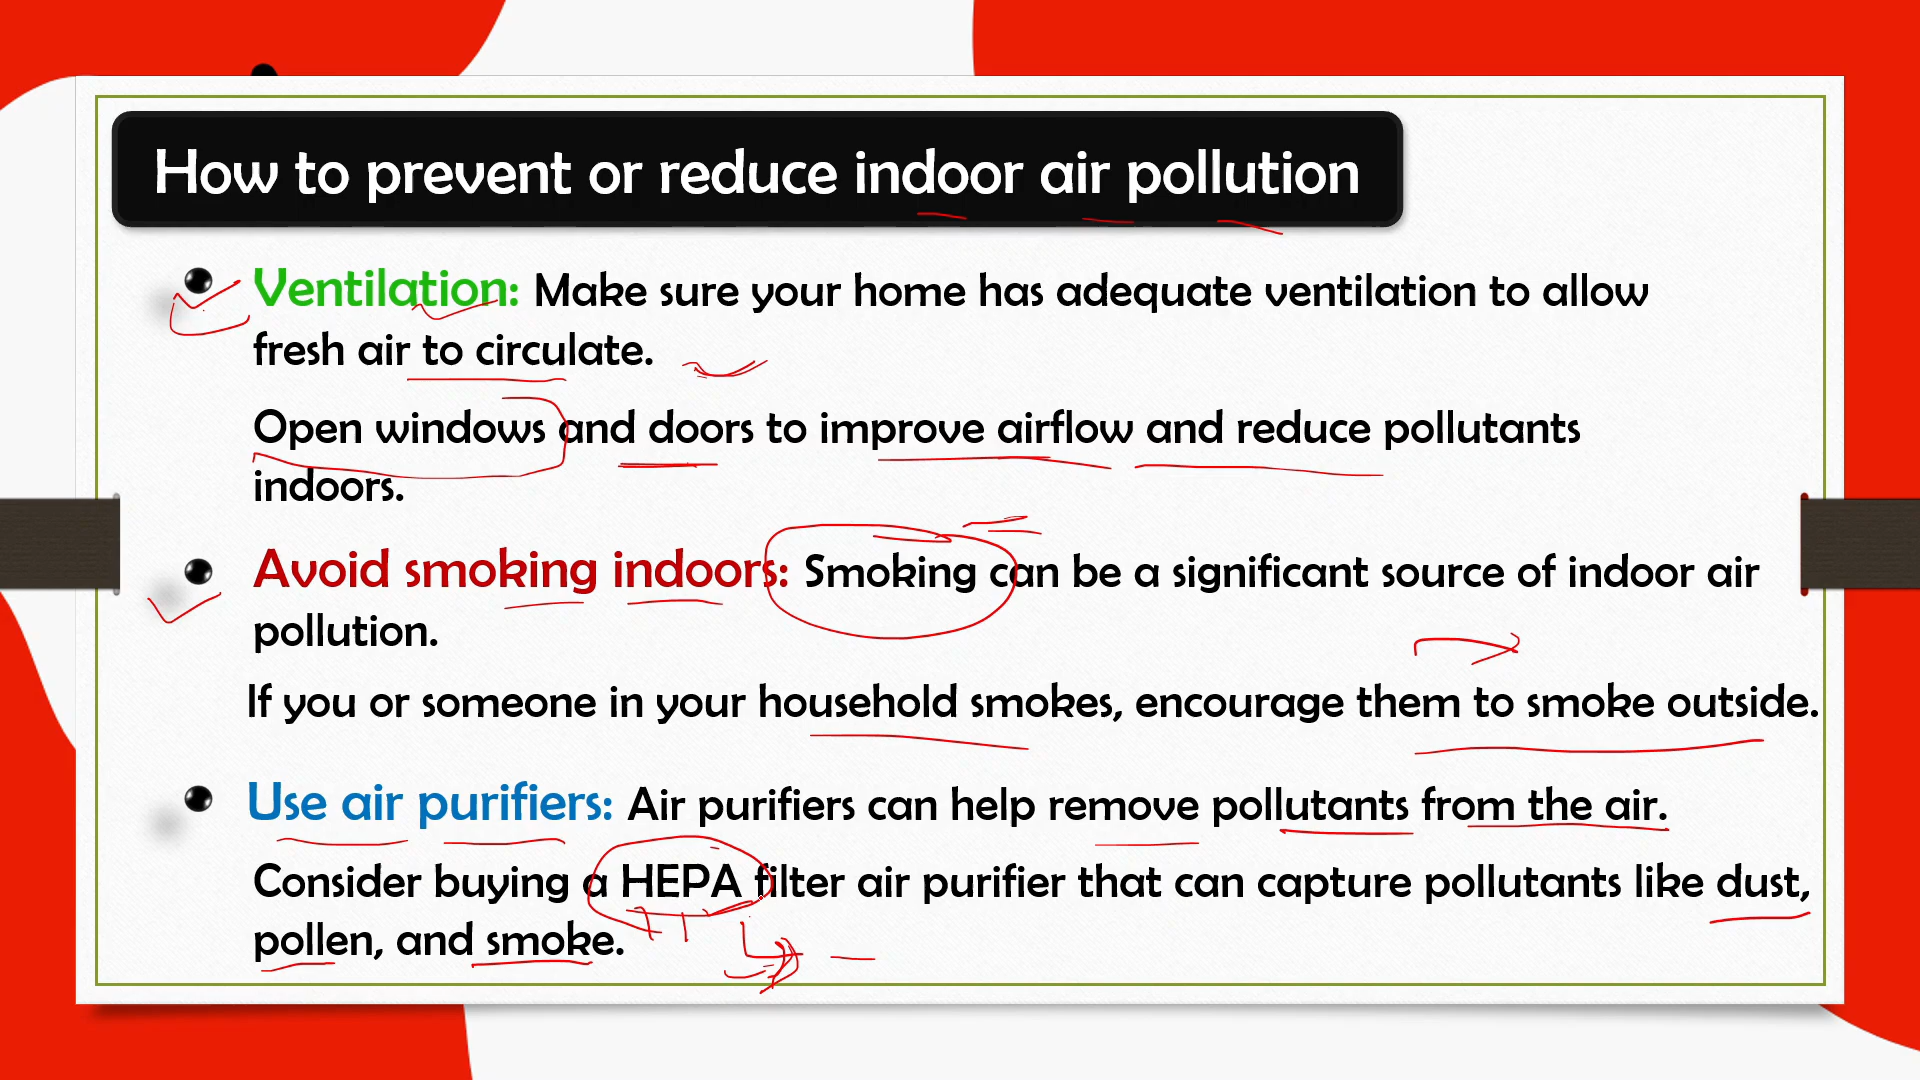 How to prevent or reduce indoor air pollution
Ventilation: Make sure your home has adequate ventilation to allow
fresh air to circulate.
Open windows and doors to improve airflow and reduce pollutants
indoors.
Avoid smoking indoors: Smoking can be a significant source of indoor air
pollution.
If you or someone in your household smokes, encourage them to smoke outside.
Use air purifiers: Air purifiers can help remove pollutants from the air.
Consider buying a HEPA filter air purifier that can capture pollutants like dust,
pollen, and smoke.